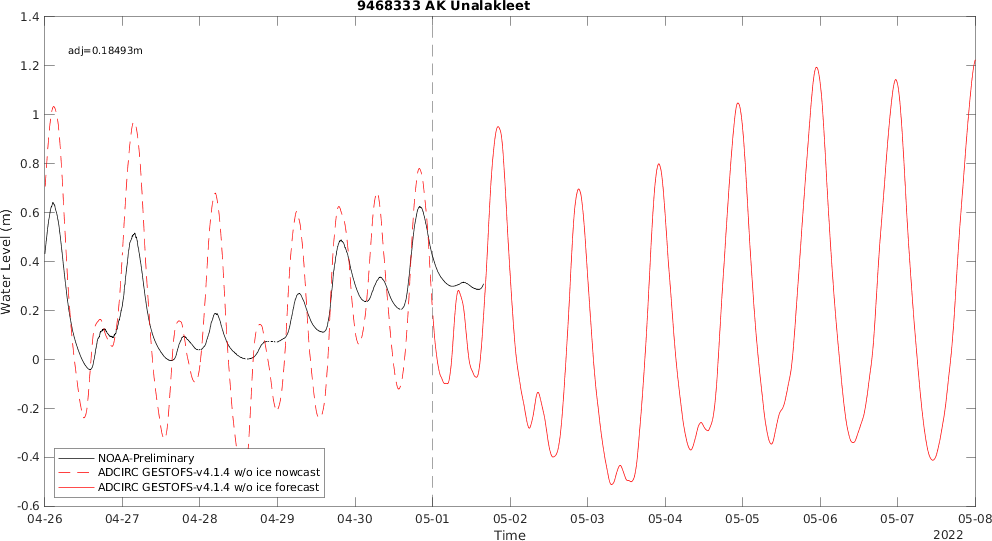 9468333 AK Unalakleet
adj=0.18493m
Water Level (m)
1.4
1.2
1
0.8
0.6
0.4
0.2
0
-0.2
-0.4
-0.6
NOAA-Preliminary
ADCIRC GESTOFS-v4.1.4 w/o ice nowcast
ADCIRC GESTOFS-v4.1.4 w/o ice forecast
04-26 04-27 04-28 04-29 04-30 05-01 05-02 05-03 05-04 05-05 05-06 05-07 05-08
Time
2022